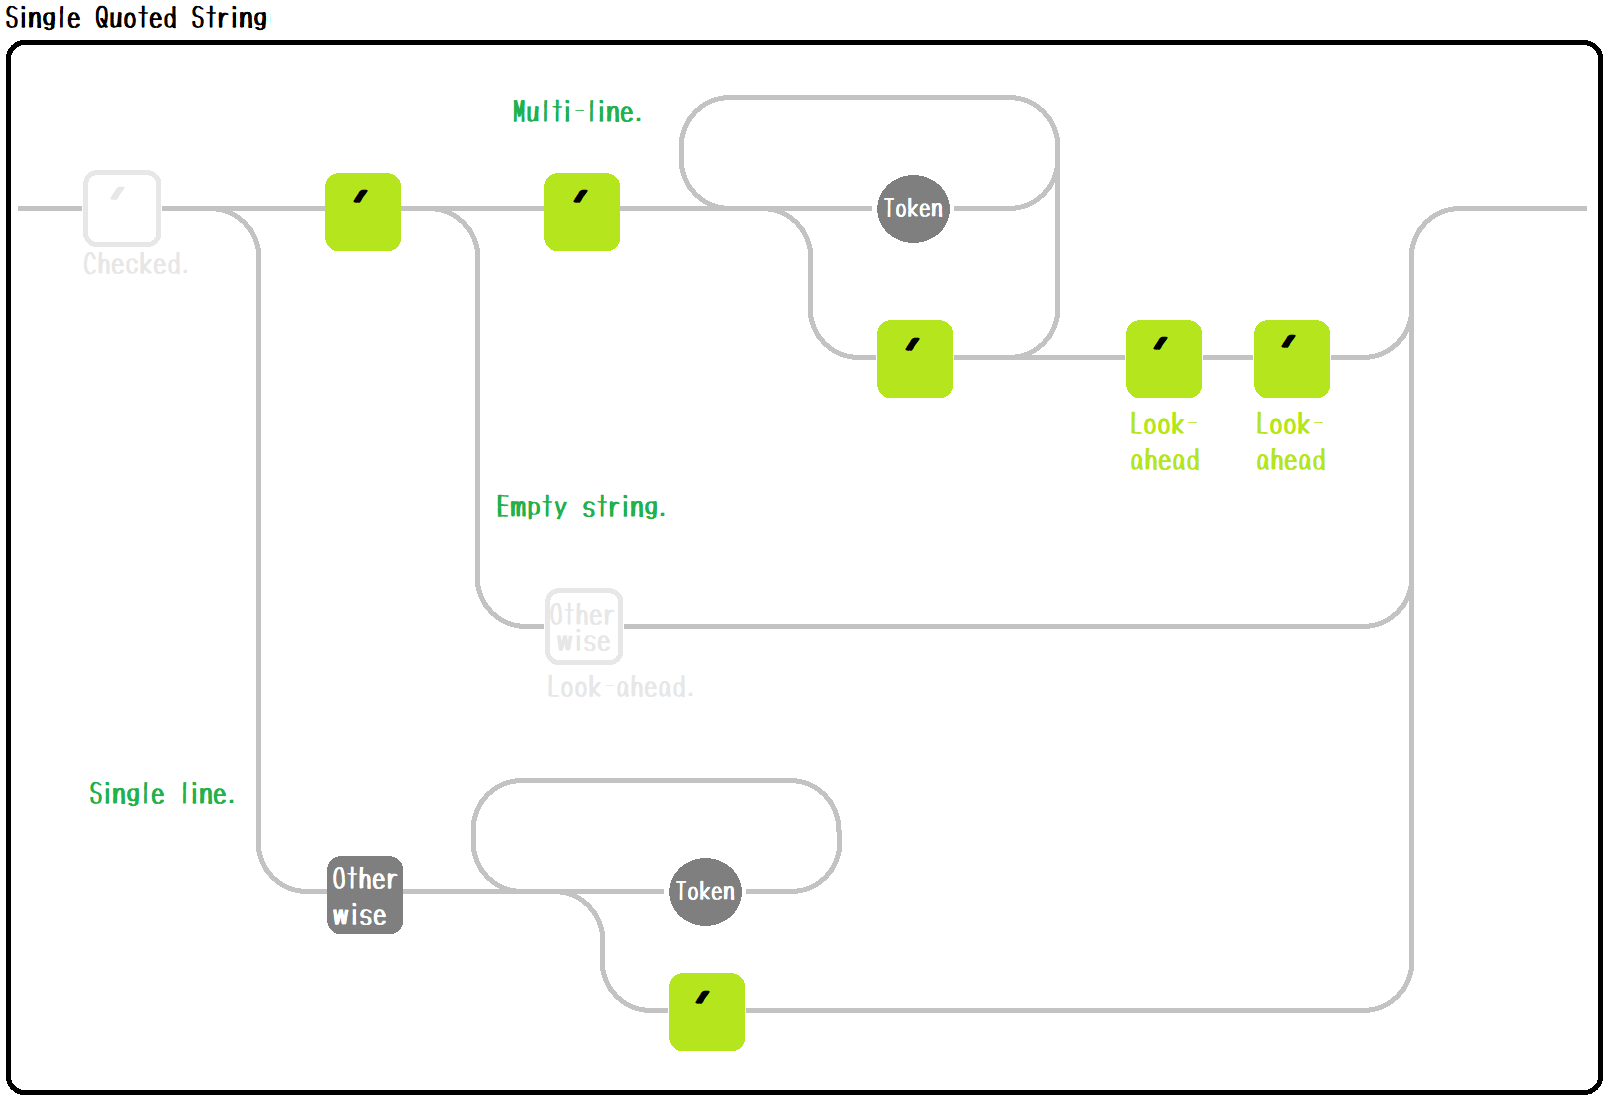 Single Quoted String
Multi-line.
′
′
′
Token
Checked.
′
′
′
Look-
ahead
Look-
ahead
Empty string.
Other
wise
Look-ahead.
Single line.
Other
wise
Token
′